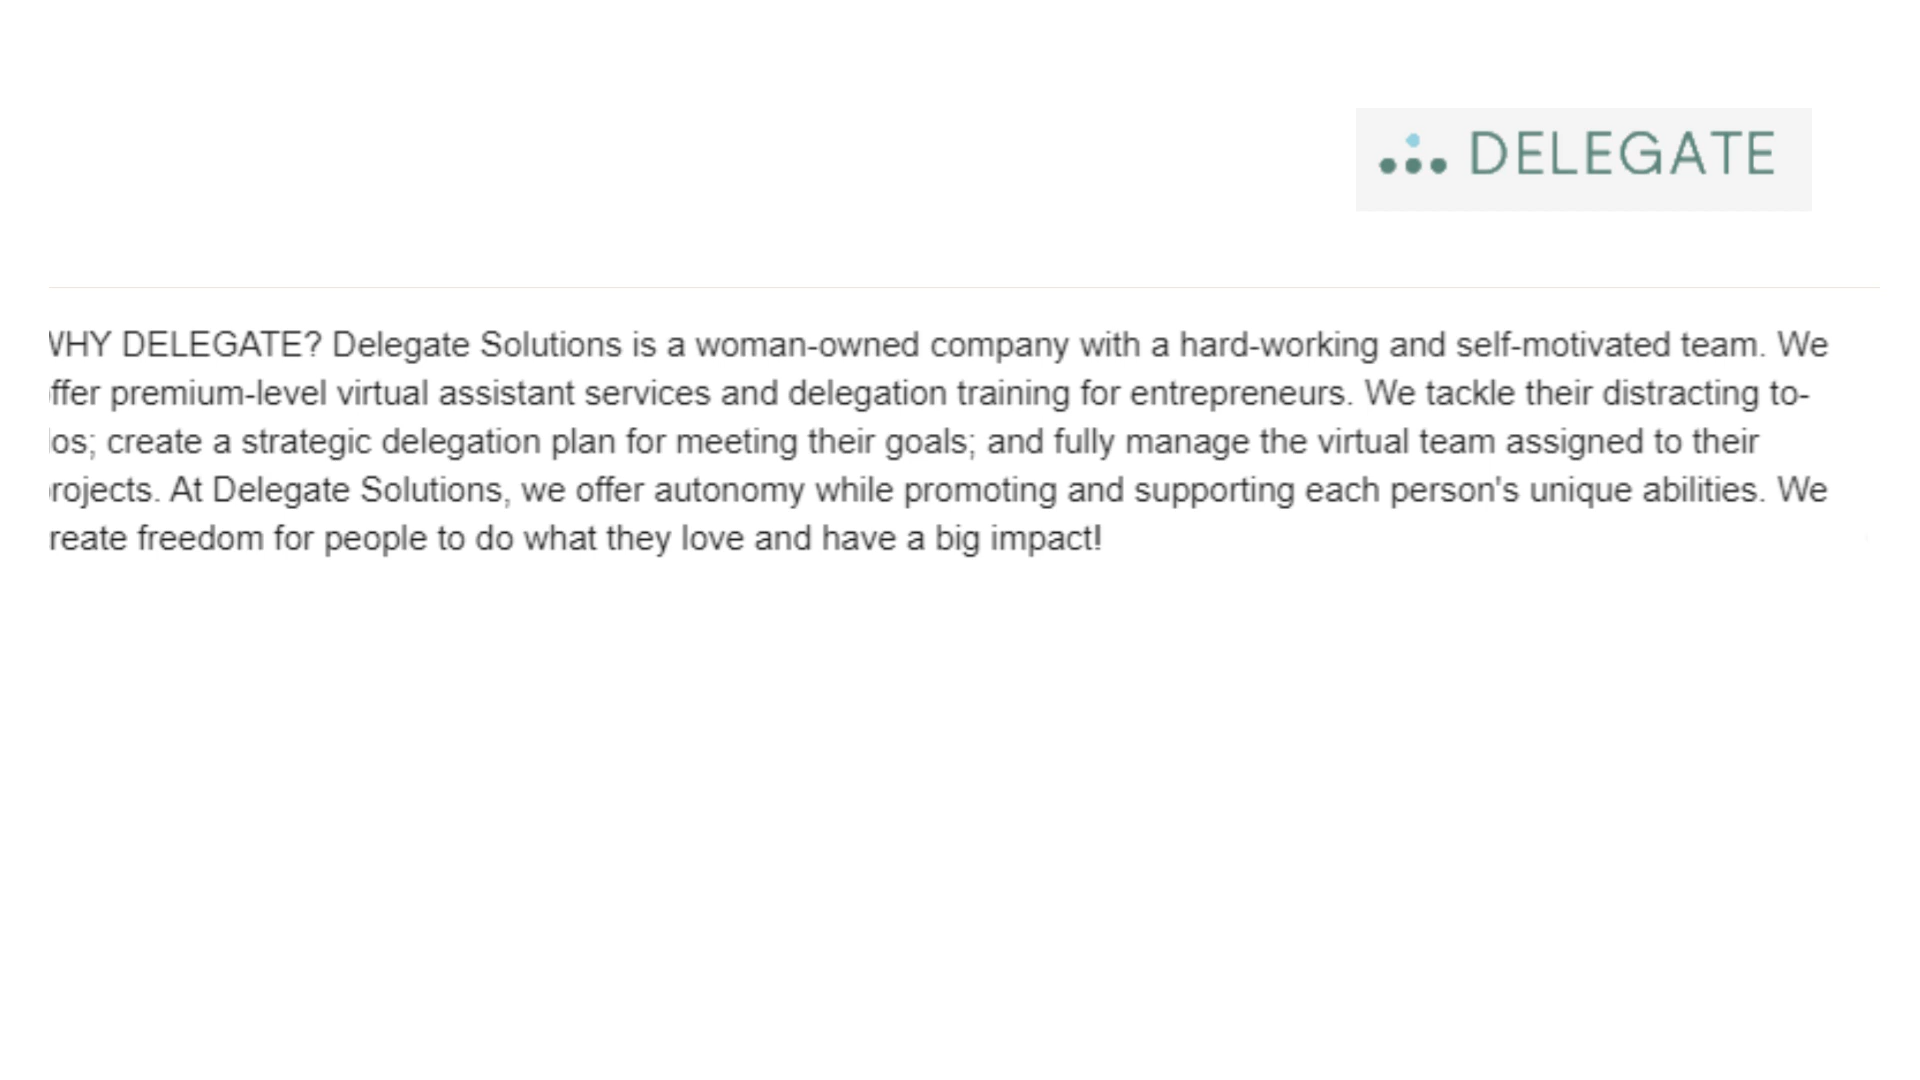 DELEGATE
WHY DELEGATE? Delegate Solutions is a woman-owned company with a hard-working and self-motivated team. We
ffer premium-level virtual assistant services and delegation training for entrepreneurs. We tackle their distracting to-
los; create a strategic delegation plan for meeting their goals; and fully manage the virtual team assigned to their
rojects. At Delegate Solutions, we offer autonomy while promoting and supporting each person's unique abilities. We
reate freedom for people to do what they love and have a big impact!